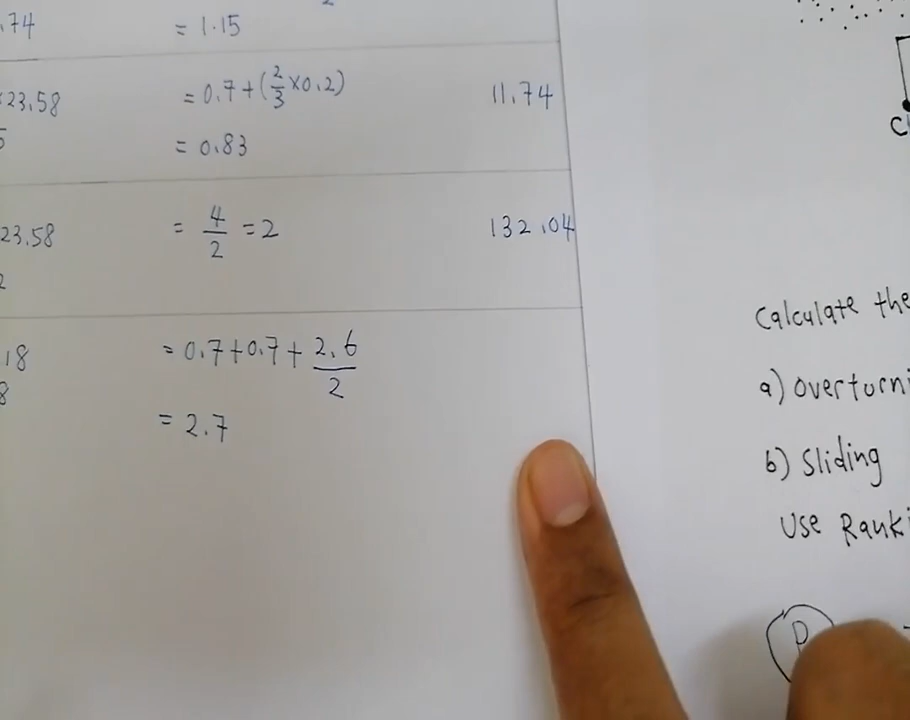 .74
= 1.15
×23.58
= 0.7 + (2/3 × 0.2)
11.74
= 0.83
23.58
= 4/2 = 2
132.04
2
.18
= 0.7 + 0.7 + 2.6/2
8
= 2.7
Calculate the
a) overturni
b) Sliding
Use Ranki
P